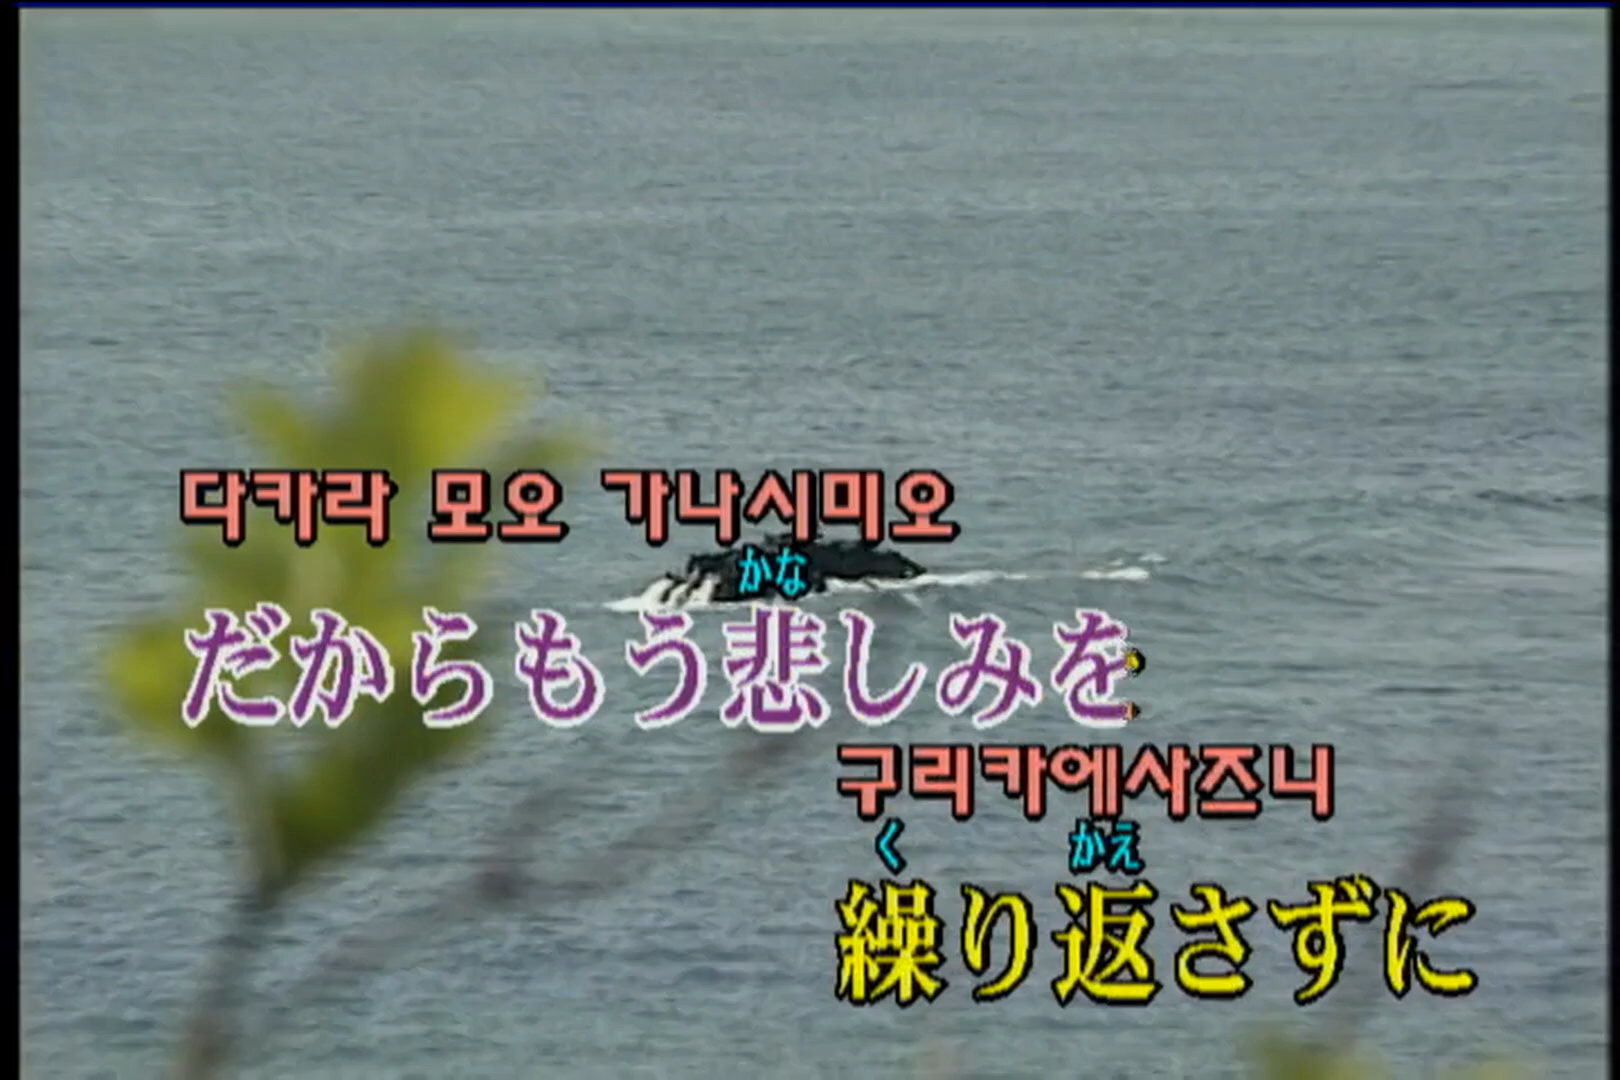 다카라 모오 가나시미오
かな
だからもう悲しみを
구리카에사즈니
く かえ
繰り返さずに